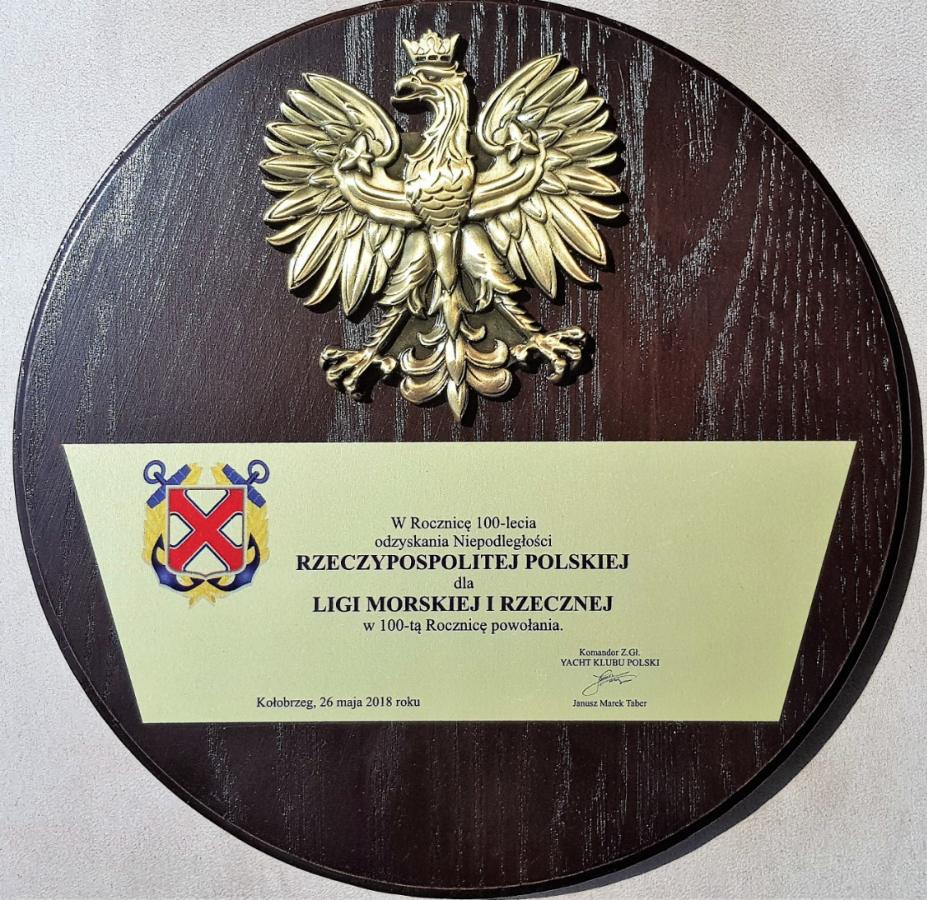 W Rocznicę 100-lecia
odzyskania Niepodległości
RZECZYPOSPOLITEJ POLSKIEJ
dla
LIGI MORSKIEJ I RZECZNEJ
w 100-tą Rocznicę powołania.
Komandor Z.Gł.
YACHT KLUBU POLSKI
Janusz Marek Taber
Kołobrzeg, 26 maja 2018 roku